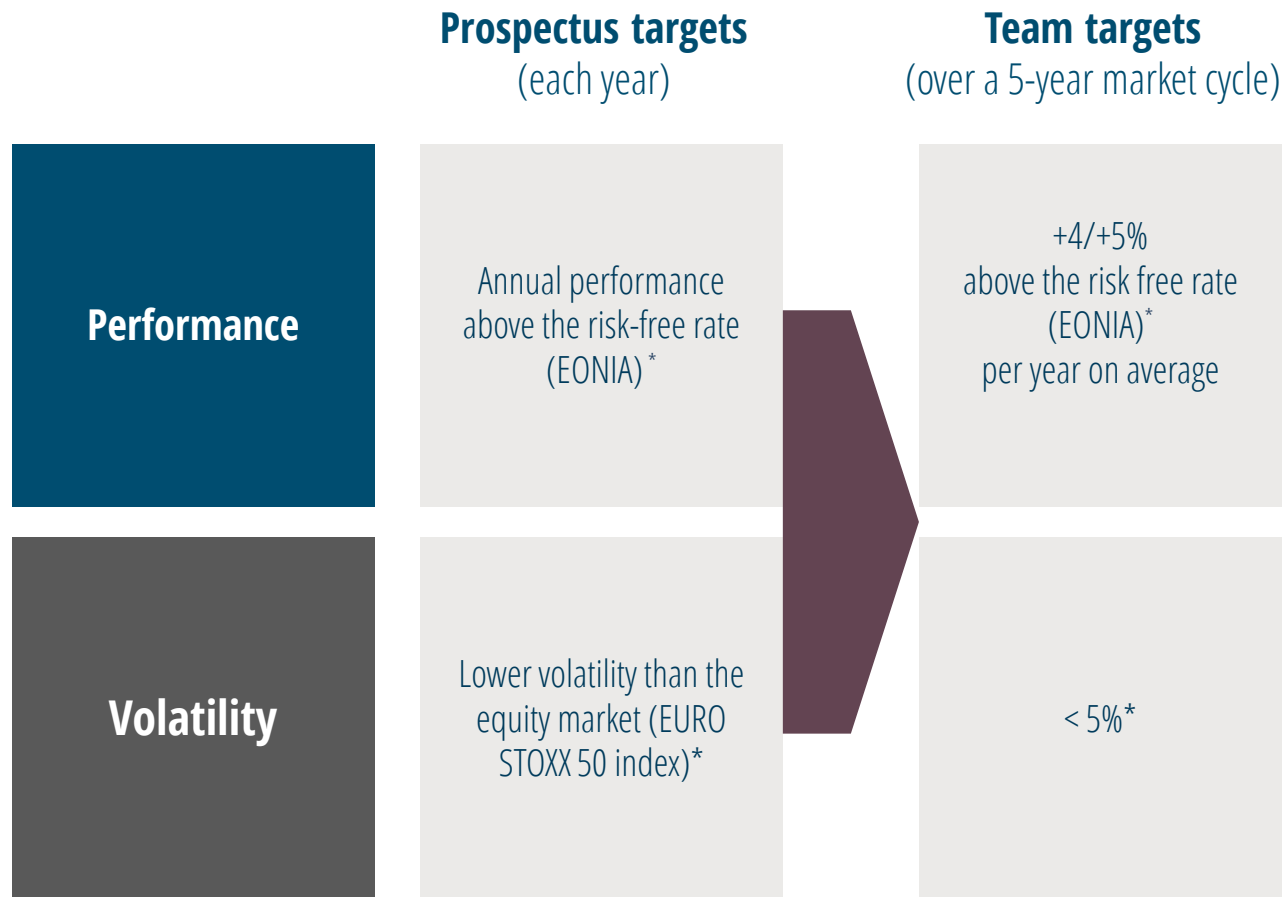 Prospectus targets
(each year)
Team targets
(over a 5-year market cycle)
Performance
Annual performance
above the risk-free rate
(EONIA) *
+4/+5%
above the risk free rate
(EONIA)*
per year on average
Volatility
Lower volatility than the
equity market (EURO
STOXX 50 index)*
< 5%*